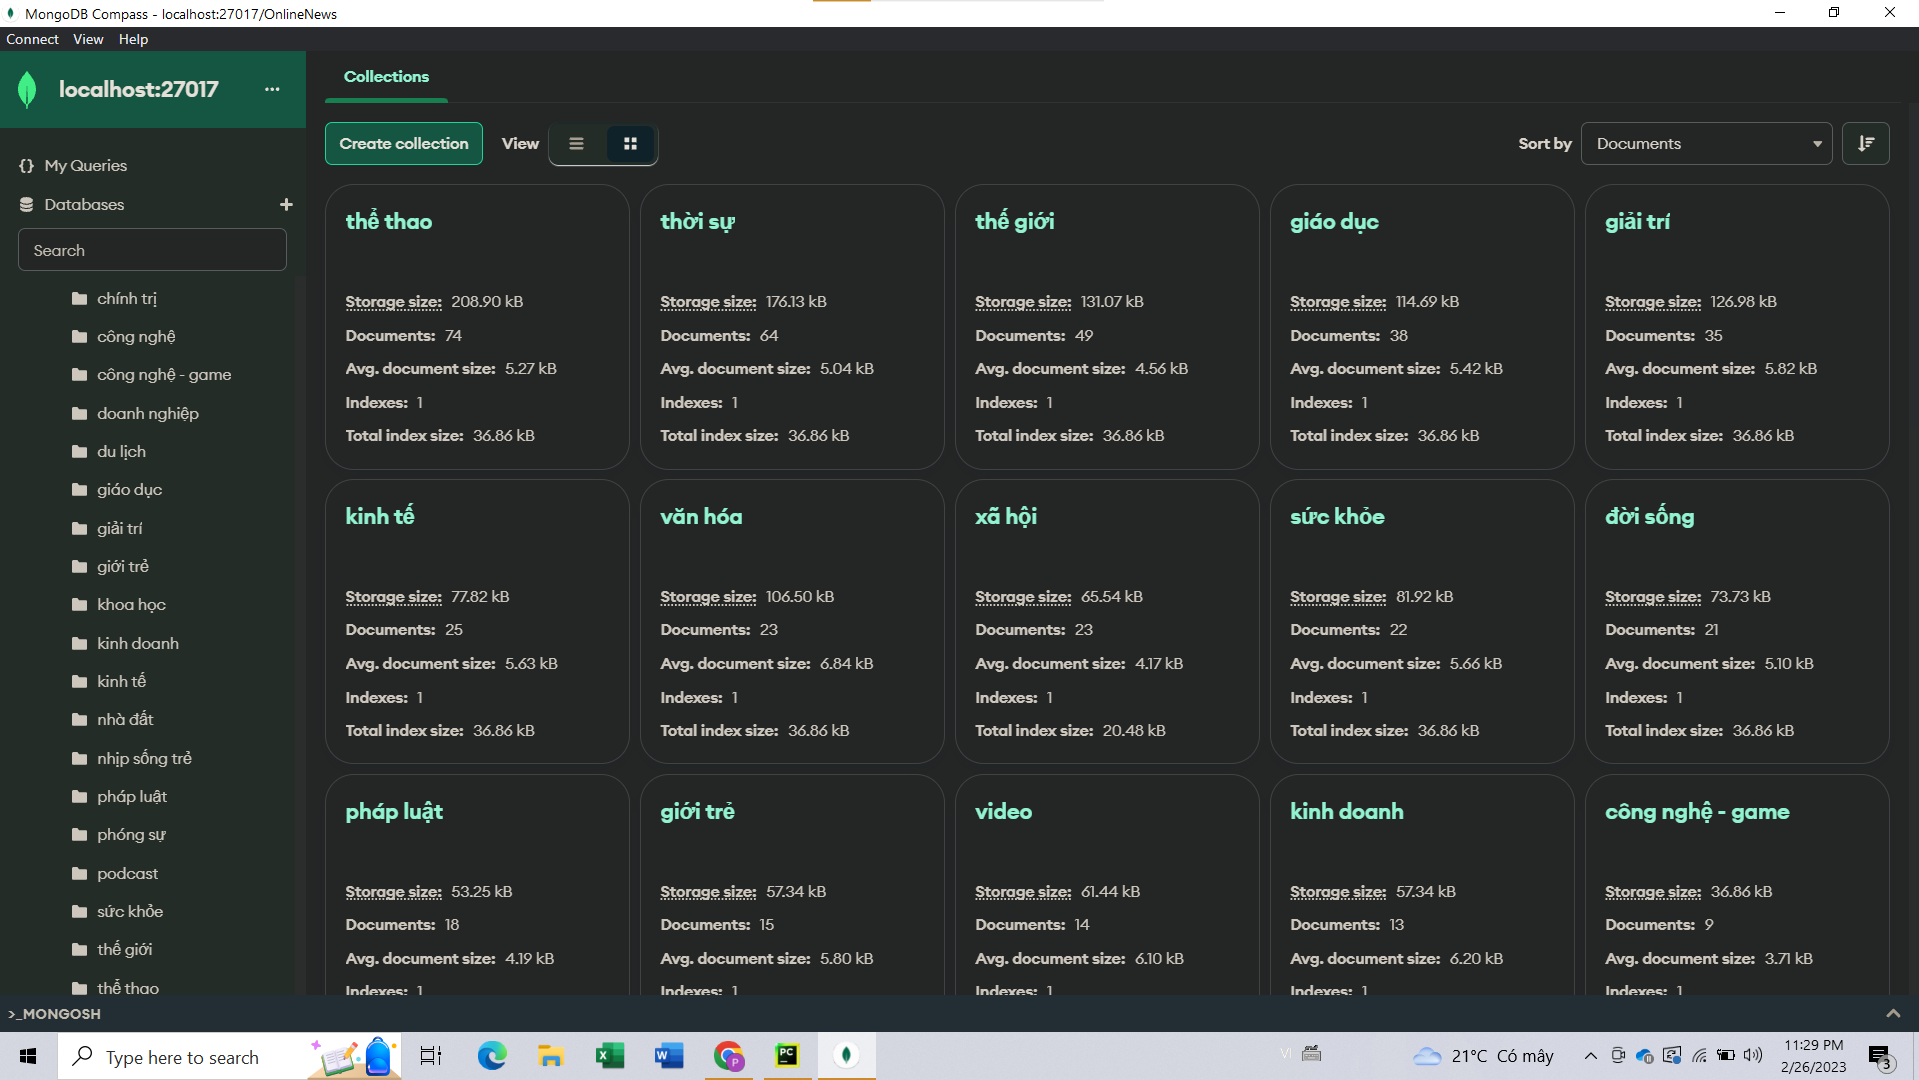 MongoDB Compass - localhost:27017/OnlineNews
Connect View Help
localhost:27017
My Queries
Databases
Search
chính trị
công nghệ
công nghệ - game
doanh nghiệp
du lịch
giáo dục
giải trí
giới trẻ
khoa học
kinh doanh
kinh tế
nhà đất
nhịp sống trẻ
pháp luật
phóng sự
podcast
sức khỏe
thế giới
thể thao
Collections
Create collection View Sort by Documents
thể thao
Storage size: 208.90 kB
Documents: 74
Avg. document size: 5.27 kB
Indexes: 1
Total index size: 36.86 kB
thời sự
Storage size: 176.13 kB
Documents: 64
Avg. document size: 5.04 kB
Indexes: 1
Total index size: 36.86 kB
thế giới
Storage size: 131.07 kB
Documents: 49
Avg. document size: 4.56 kB
Indexes: 1
Total index size: 36.86 kB
giáo dục
Storage size: 114.69 kB
Documents: 38
Avg. document size: 5.42 kB
Indexes: 1
Total index size: 36.86 kB
giải trí
Storage size: 126.98 kB
Documents: 35
Avg. document size: 5.82 kB
Indexes: 1
Total index size: 36.86 kB
kinh tế
Storage size: 77.82 kB
Documents: 25
Avg. document size: 5.63 kB
Indexes: 1
Total index size: 36.86 kB
văn hóa
Storage size: 106.50 kB
Documents: 23
Avg. document size: 6.84 kB
Indexes: 1
Total index size: 36.86 kB
xã hội
Storage size: 65.54 kB
Documents: 23
Avg. document size: 4.17 kB
Indexes: 1
Total index size: 20.48 kB
sức khỏe
Storage size: 81.92 kB
Documents: 22
Avg. document size: 5.66 kB
Indexes: 1
Total index size: 36.86 kB
đời sống
Storage size: 73.73 kB
Documents: 21
Avg. document size: 5.10 kB
Indexes: 1
Total index size: 36.86 kB
pháp luật
Storage size: 53.25 kB
Documents: 18
Avg. document size: 4.19 kB
Indexes: 1
giới trẻ
Storage size: 57.34 kB
Documents: 15
Avg. document size: 5.80 kB
Indexes: 1
video
Storage size: 61.44 kB
Documents: 14
Avg. document size: 6.10 kB
Indexes: 1
kinh doanh
Storage size: 57.34 kB
Documents: 13
Avg. document size: 6.20 kB
Indexes: 1
công nghệ - game
Storage size: 36.86 kB
Documents: 9
Avg. document size: 3.71 kB
Indexes: 1
>_MONGOSH
Type here to search
VI
21°C Có mây
11:29 PM
2/26/2023
3